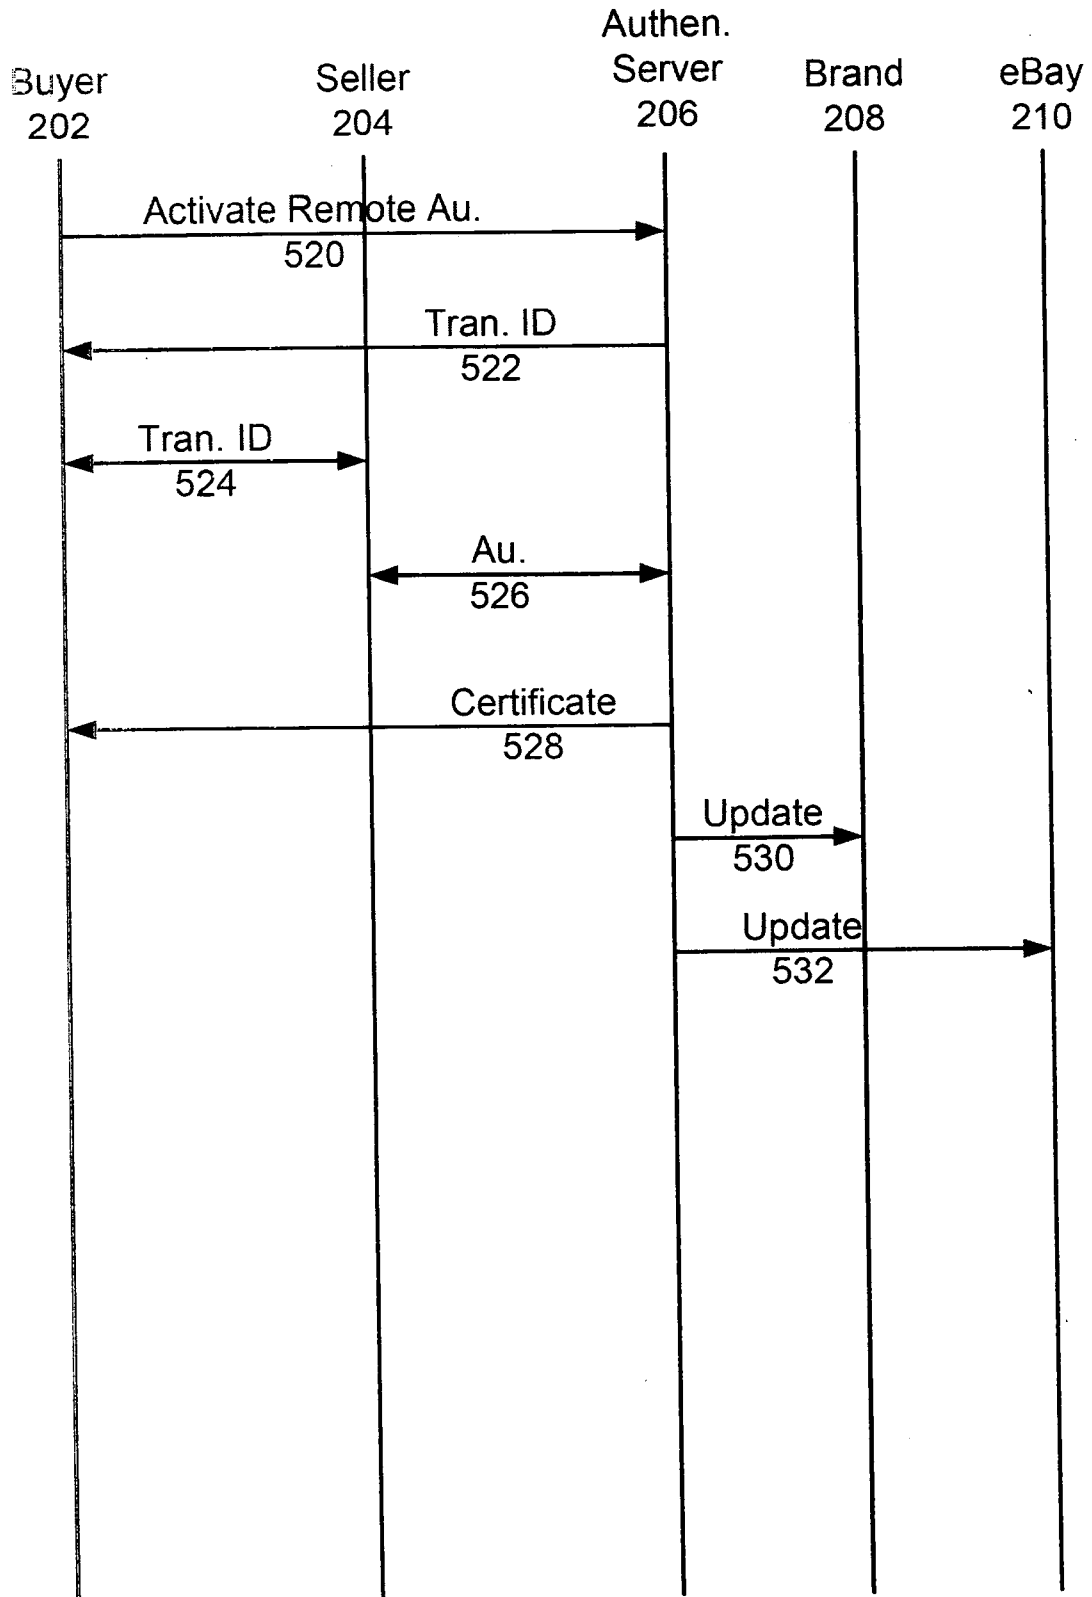 Authen.
Buyer Seller Server Brand eBay
202 204 206 208 210
Activate Remote Au.
520
Tran. ID
522
Tran. ID
524
Au.
526
Certificate
528
Update
530
Update
532